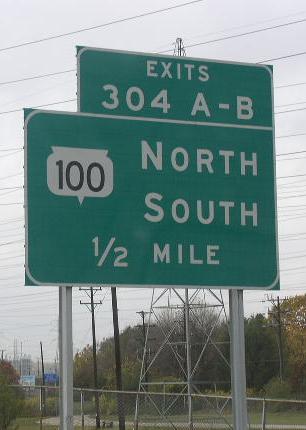 EXITS
304 A-B
100 NORTH
SOUTH
1/2 MILE